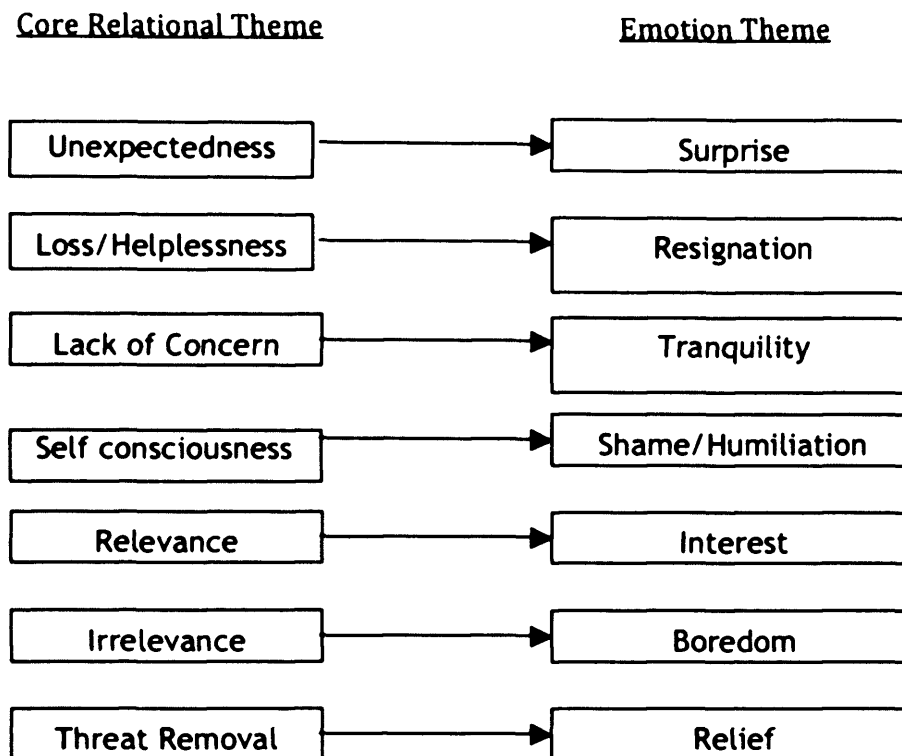 Core Relational Theme Emotion Theme
Unexpectedness Surprise
Loss/Helplessness Resignation
Lack of Concern Tranquility
Self consciousness Shame/Humiliation
Relevance Interest
Irrelevance Boredom
Threat Removal Relief